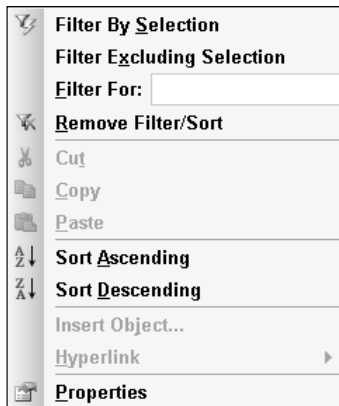 Filter By Selection
Filter Excluding Selection
Filter For:
Remove Filter/Sort
Cut
Copy
Paste
Sort Ascending
Sort Descending
Insert Object...
Hyperlink
Properties